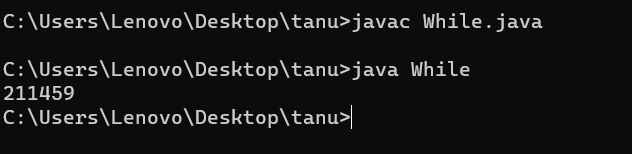 C:\Users\Lenovo\Desktop\tanu>javac While.java
C:\Users\Lenovo\Desktop\tanu>java While
211459
C:\Users\Lenovo\Desktop\tanu>